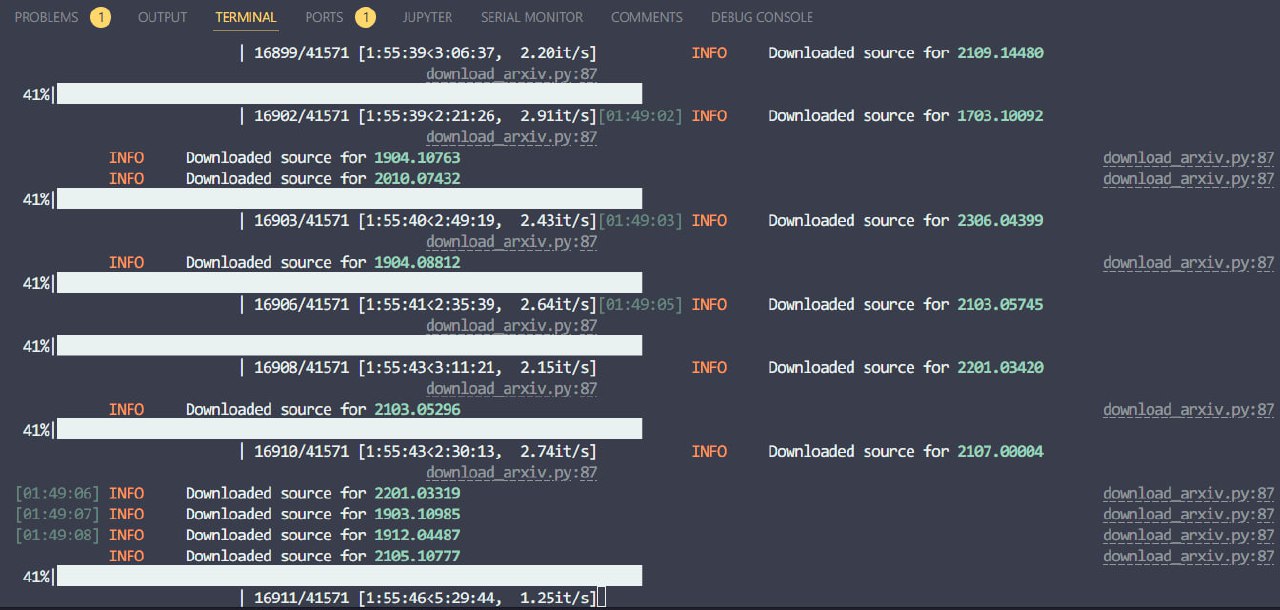 PROBLEMS 1 OUTPUT TERMINAL PORTS 1 JUPYTER SERIAL MONITOR COMMENTS DEBUG CONSOLE
| 16899/41571 [1:55:39<3:06:37, 2.20it/s] INFO Downloaded source for 2109.14480
download_arxiv.py:87
41%|
| 16902/41571 [1:55:39<2:21:26, 2.91it/s][01:49:02] INFO Downloaded source for 1703.10092
download_arxiv.py:87
INFO Downloaded source for 1904.10763 download_arxiv.py:87
INFO Downloaded source for 2010.07432 download_arxiv.py:87
41%|
| 16903/41571 [1:55:40<2:49:19, 2.43it/s][01:49:03] INFO Downloaded source for 2306.04399
download_arxiv.py:87
INFO Downloaded source for 1904.08812 download_arxiv.py:87
41%|
| 16906/41571 [1:55:41<2:35:39, 2.64it/s][01:49:05] INFO Downloaded source for 2103.05745
download_arxiv.py:87
41%|
| 16908/41571 [1:55:43<3:11:21, 2.15it/s] INFO Downloaded source for 2201.03420
download_arxiv.py:87
INFO Downloaded source for 2103.05296 download_arxiv.py:87
41%|
| 16910/41571 [1:55:43<2:30:13, 2.74it/s] INFO Downloaded source for 2107.00004
download_arxiv.py:87
[01:49:06] INFO Downloaded source for 2201.03319 download_arxiv.py:87
[01:49:07] INFO Downloaded source for 1903.10985 download_arxiv.py:87
[01:49:08] INFO Downloaded source for 1912.04487 download_arxiv.py:87
INFO Downloaded source for 2105.10777 download_arxiv.py:87
41%|
| 16911/41571 [1:55:46<5:29:44, 1.25it/s]